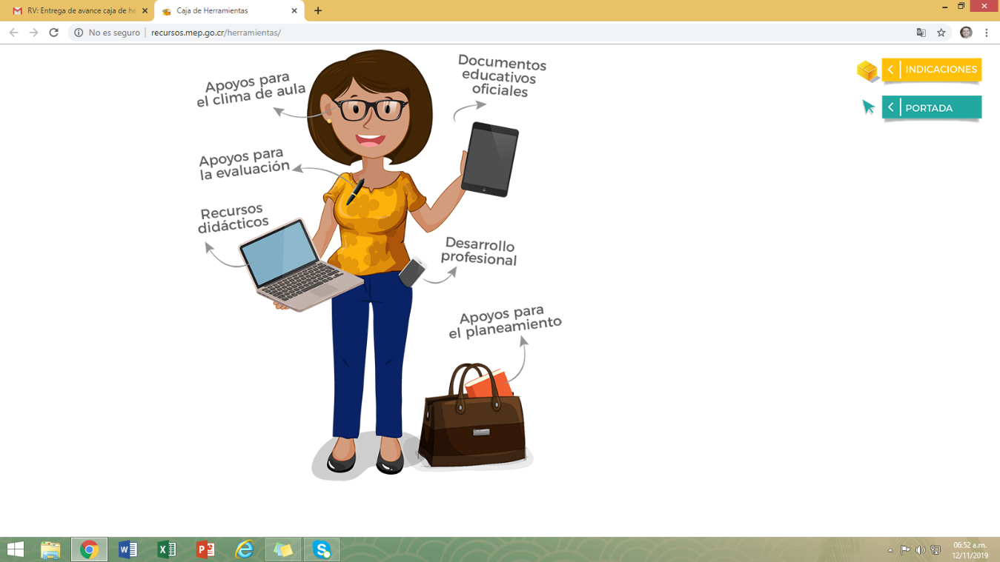 RV: Entrega de avance caja de he
Caja de Herramientas
No es seguro | recursos.mep.go.cr/herramientas/
Apoyos para
el clima de aula
Documentos
educativos
oficiales
INDICACIONES
PORTADA
Apoyos para
la evaluación
Recursos
didácticos
Desarrollo
profesional
Apoyos para
el planeamiento
06:52 a.m.
12/11/2019